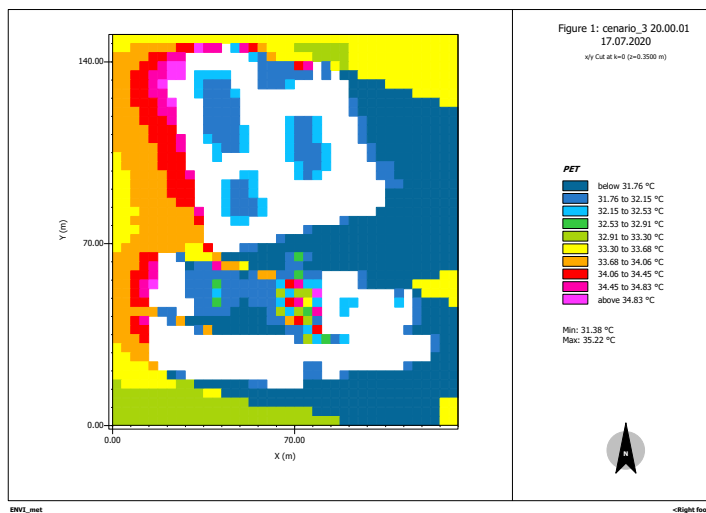 Figure 1: cenario_3 20.00.01
17.07.2020
x/y Cut at k=0 (z=0.3500 m)
140.00
70.00
0.00
Y (m)
0.00
70.00
X (m)
PET
below 31.76 °C
31.76 to 32.15 °C
32.15 to 32.53 °C
32.53 to 32.91 °C
32.91 to 33.30 °C
33.30 to 33.68 °C
33.68 to 34.06 °C
34.06 to 34.45 °C
34.45 to 34.83 °C
above 34.83 °C
Min: 31.38 °C
Max: 35.22 °C
N
ENVI_met
<Right foo